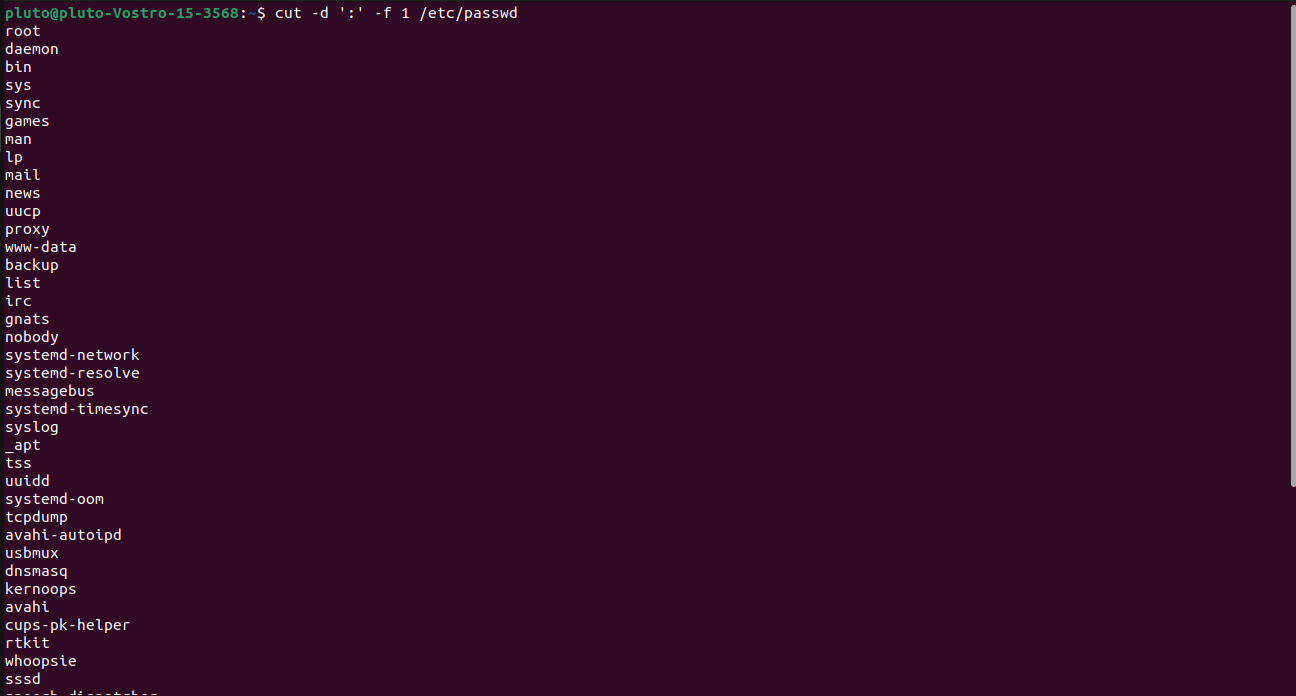 pluto@pluto-Vostro-15-3568:~$ cut -d ':' -f 1 /etc/passwd
root
daemon
bin
sys
sync
games
man
lp
mail
news
uucp
proxy
www-data
backup
list
irc
gnats
nobody
systemd-network
systemd-resolve
messagebus
systemd-timesync
syslog
_apt
tss
uuidd
systemd-oom
tcpdump
avahi-autoipd
usbmux
dnsmasq
kernoops
avahi
cups-pk-helper
rtkit
whoopsie
sssd